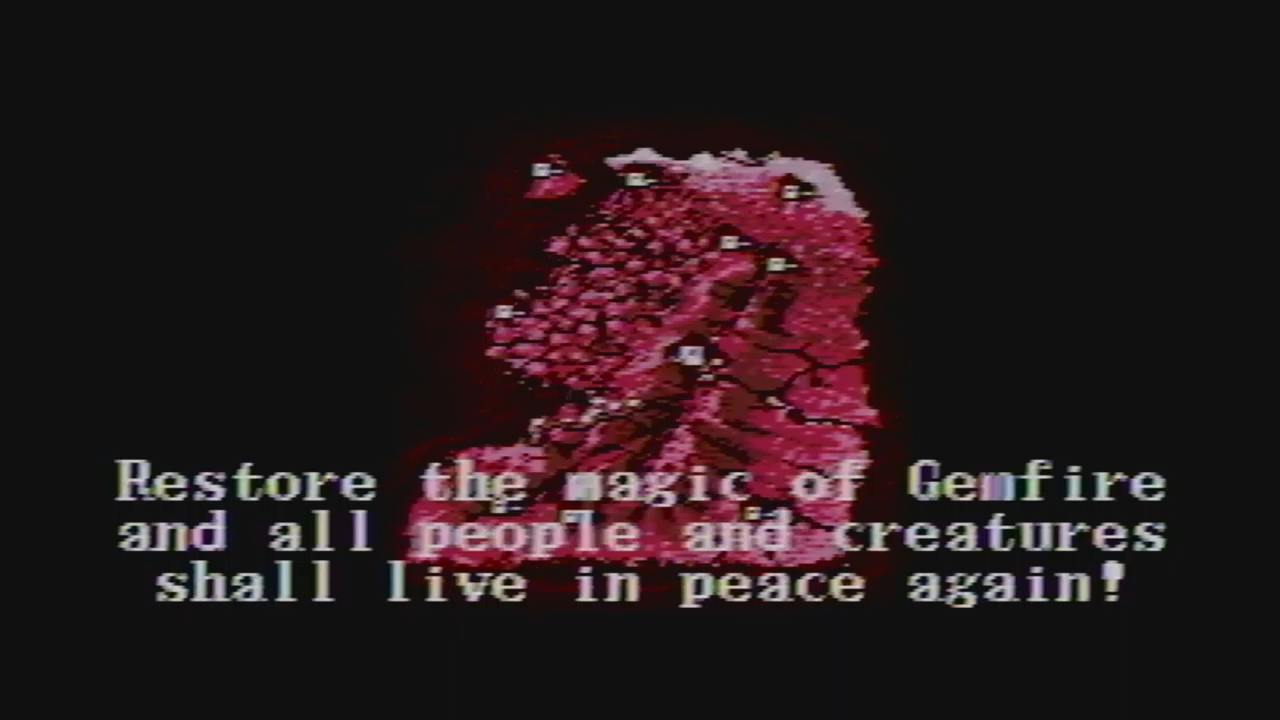 Restore the magic of Gemfire
and all people and creatures
shall live in peace again!